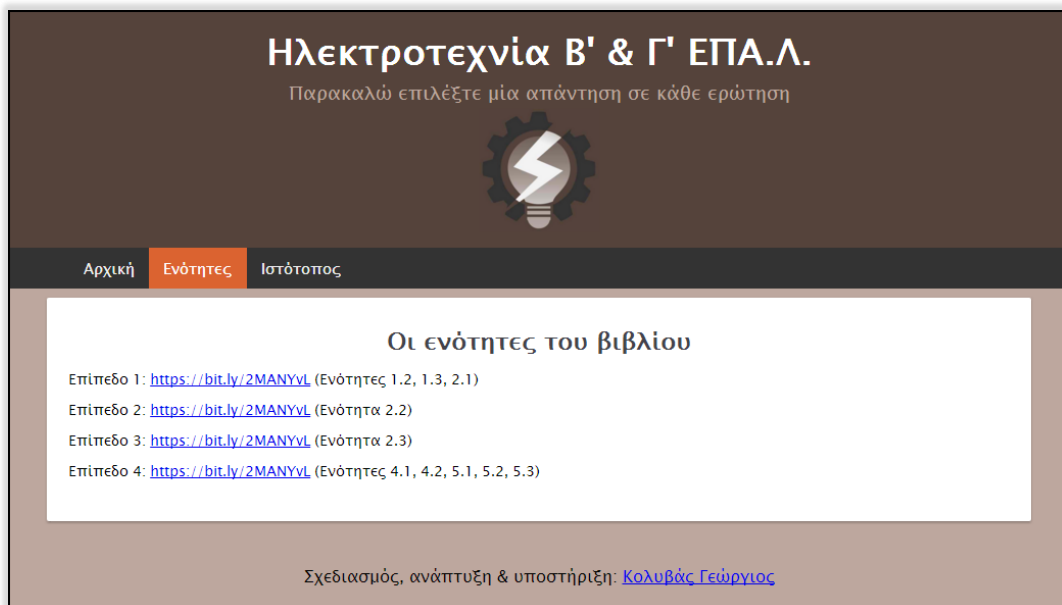 Ηλεκτροτεχνία Β' & Γ' ΕΠΑ.Λ.
Παρακαλώ επιλέξτε μία απάντηση σε κάθε ερώτηση
Αρχική Ενότητες Ιστότοπος
Οι ενότητες του βιβλίου
Επίπεδο 1: https://bit.ly/2MANYvL (Ενότητες 1.2, 1.3, 2.1)
Επίπεδο 2: https://bit.ly/2MANYvL (Ενότητα 2.2)
Επίπεδο 3: https://bit.ly/2MANYvL (Ενότητα 2.3)
Επίπεδο 4: https://bit.ly/2MANYvL (Ενότητες 4.1, 4.2, 5.1, 5.2, 5.3)
Σχεδιασμός, ανάπτυξη & υποστήριξη: Κολυβάς Γεώργιος